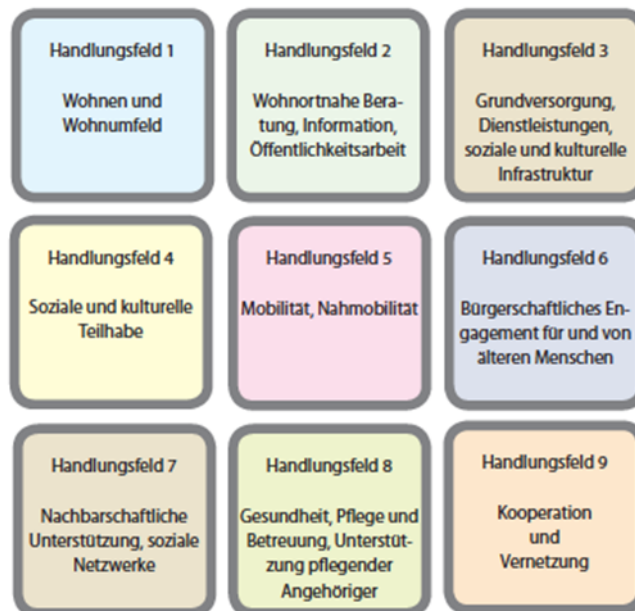 Handlungsfeld 1
Wohnen und
Wohnumfeld
Handlungsfeld 2
Wohnortnahe Bera-
tung, Information,
Öffentlichkeitsarbeit
Handlungsfeld 3
Grundversorgung,
Dienstleistungen,
soziale und kulturelle
Infrastruktur
Handlungsfeld 4
Soziale und kulturelle
Teilhabe
Handlungsfeld 5
Mobilität, Nahmobilität
Handlungsfeld 6
Bürgerschaftliches En-
gagement für und von
älteren Menschen
Handlungsfeld 7
Nachbarschaftliche
Unterstützung, soziale
Netzwerke
Handlungsfeld 8
Gesundheit, Pflege und
Betreuung, Unterstüt-
zung pflegender
Angehöriger
Handlungsfeld 9
Kooperation
und
Vernetzung